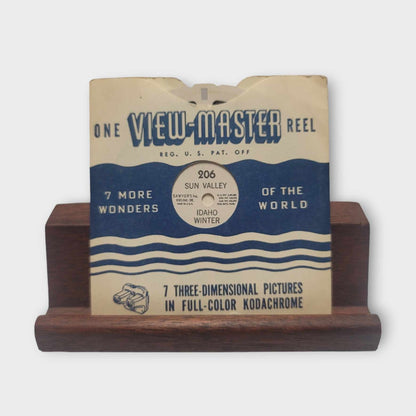 ONE VIEW-MASTER REEL
REG. U. S. PAT. OFF
7 MORE
WONDERS
OF THE
WORLD
206
SUN VALLEY
IDAHO
WINTER
7 THREE-DIMENSIONAL PICTURES
IN FULL-COLOR KODACHROME